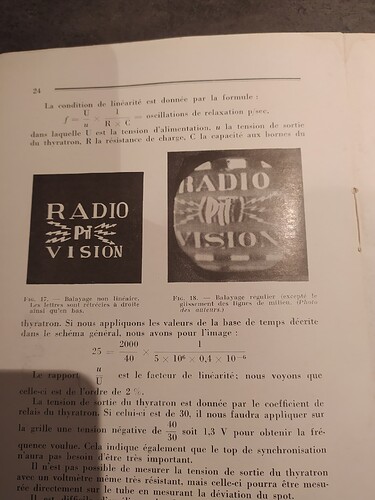 24
La condition de linéarité est donnée par la formule :
f = U/u × 1/(R × C) = oscillations de relaxation p/sec.
dans laquelle U est la tension d'alimentation, u la tension de sortie
du thyratron, R la résistance de charge, C la capacité aux bornes du
RADIO
VISION
RADIO
VISION
FIG. 17. — Balayage non linéaire.
Les lettres sont rétrécies à droite
ainsi qu'en bas.
FIG. 18. — Balayage régulier (excepté le
glissement des lignes de milieu. (Photo
des auteurs.)
thyratron. Si nous appliquons les valeurs de la base de temps décrite
dans le schéma général, nous avons pour l'image :
25 = 2000/40 × 1/(5 × 10⁶ × 0,4 × 10⁻⁶)
Le rapport u/U est le facteur de linéarité; nous voyons que
celle-ci est de l'ordre de 2 %.
La tension de sortie du thyratron est donnée par le coefficient de
relais du thyratron. Si celui-ci est de 30, il nous faudra appliquer sur
la grille une tension négative de 40/30 soit 1,3 V pour obtenir la fré-
quence voulue. Cela indique également que le top de synchronisation
n'aura pas besoin d'être très important.
Il n'est pas possible de mesurer la tension de sortie du thyratron
avec un voltmètre même très résistant, mais celle-ci pourra être mesu-
rée directement sur le tube en mesurant la déviation du spot.